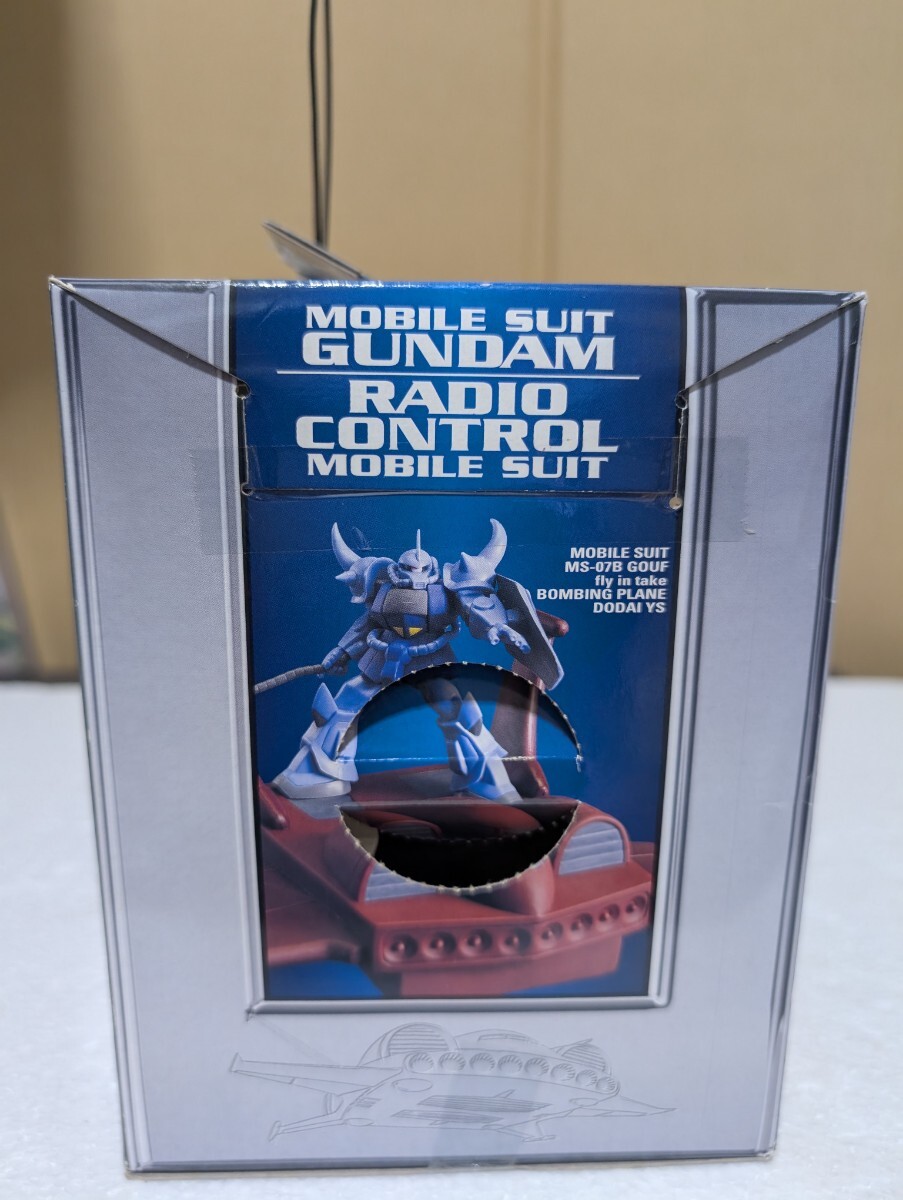 MOBILE SUIT
GUNDAM
RADIO
CONTROL
MOBILE SUIT
MOBILE SUIT
MS-07B GOUF
fly in take
BOMBING PLANE
DODAI YS